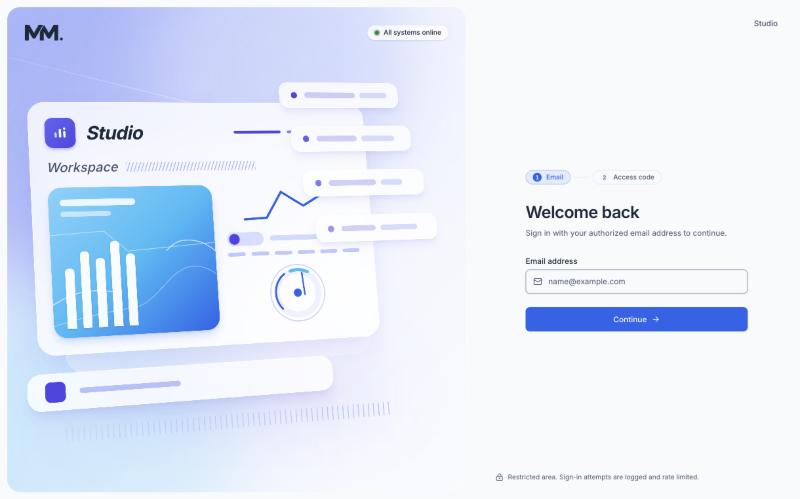 MM.
All systems online
Studio
Studio
Workspace
1 Email
2 Access code
Welcome back
Sign in with your authorized email address to continue.
Email address
name@example.com
Continue →
Restricted area. Sign-in attempts are logged and rate limited.